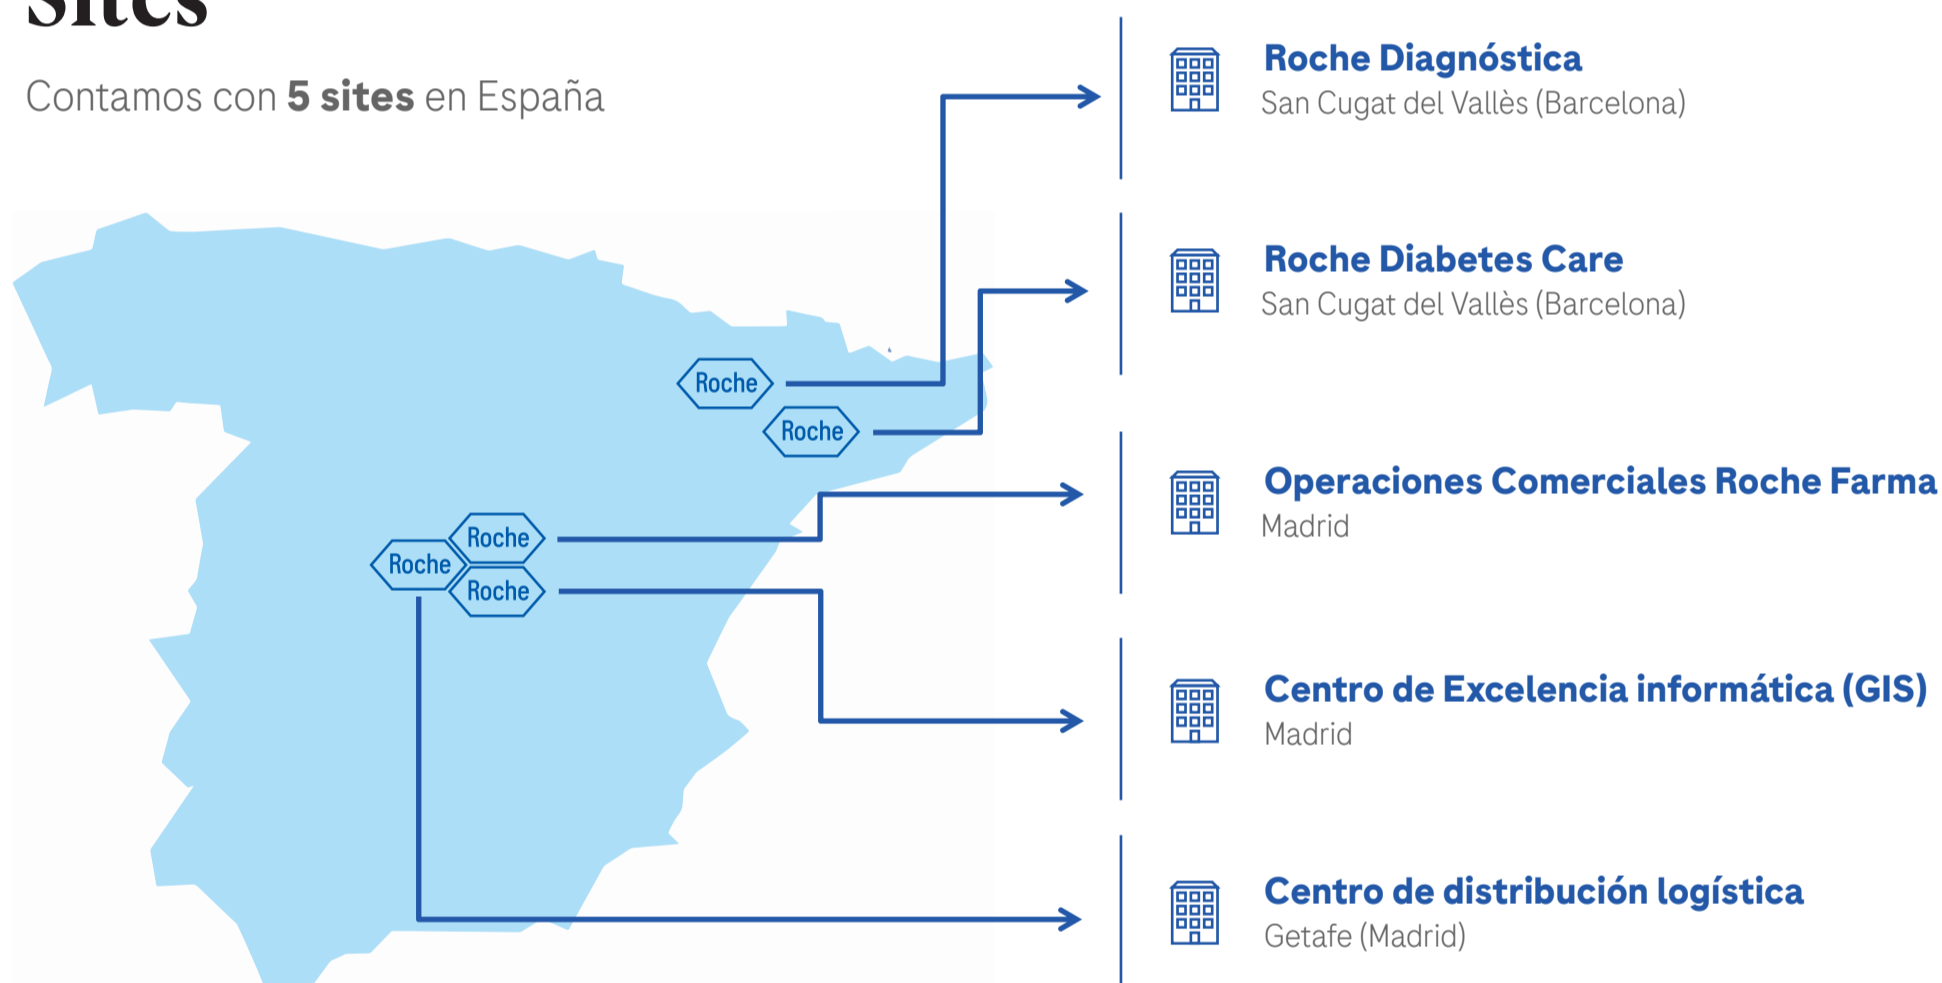 Sites
Contamos con 5 sites en España
Roche Diagnóstica
San Cugat del Vallès (Barcelona)
Roche Diabetes Care
San Cugat del Vallès (Barcelona)
Roche
Roche
Operaciones Comerciales Roche Farma
Madrid
Roche
Roche
Roche
Centro de Excelencia informática (GIS)
Madrid
Centro de distribución logística
Getafe (Madrid)